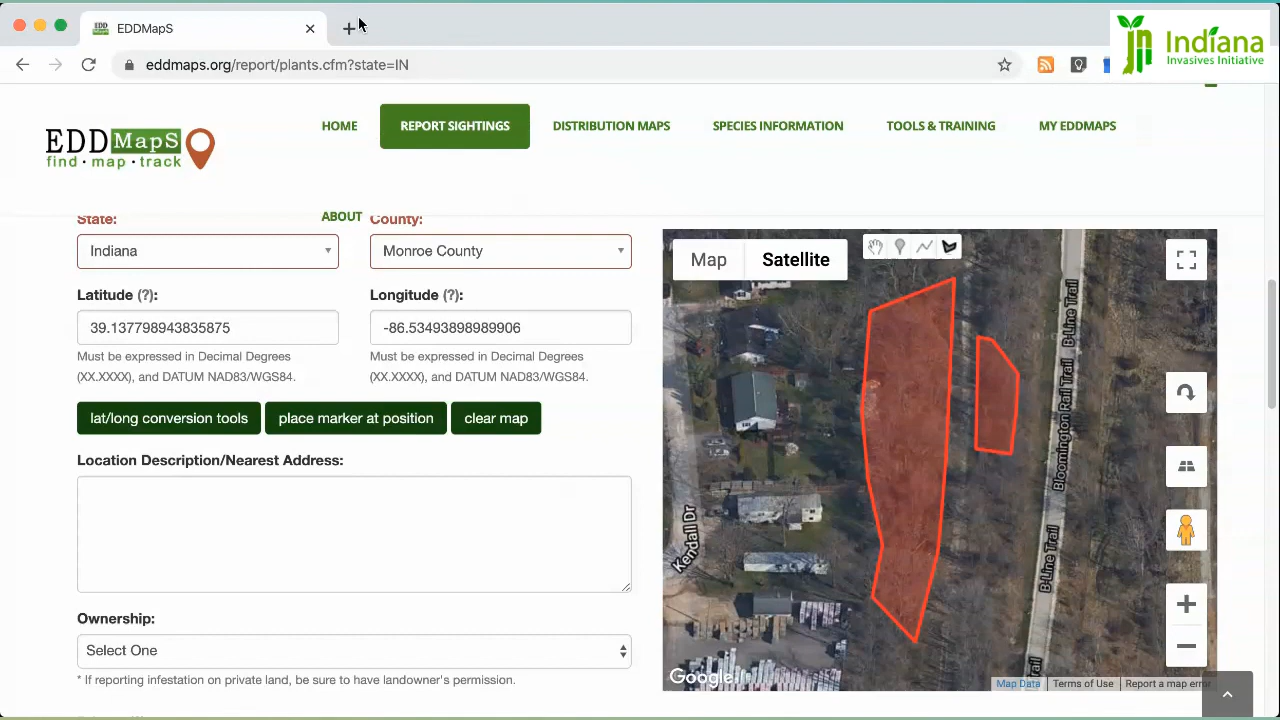 EDDMapS
Indiana
Invasives Initiative
eddmaps.org/report/plants.cfm?state=IN
EDDMapS
find · map · track
HOME
REPORT SIGHTINGS
DISTRIBUTION MAPS
SPECIES INFORMATION
TOOLS & TRAINING
MY EDDMAPS
ABOUT
State:
County:
Indiana
Monroe County
Latitude (?):
Longitude (?):
39.137798943835875
-86.53493898989906
Must be expressed in Decimal Degrees
(XX.XXXX), and DATUM NAD83/WGS84.
Must be expressed in Decimal Degrees
(XX.XXXX), and DATUM NAD83/WGS84.
lat/long conversion tools
place marker at position
clear map
Location Description/Nearest Address:
Ownership:
Select One
* If reporting infestation on private land, be sure to have landowner's permission.
Map
Satellite
B-Line Trail
Bloomington Rail Trail
B-Line Trail
Trail
Kendall Dr
Google
Map Data
Terms of Use
Report a map error